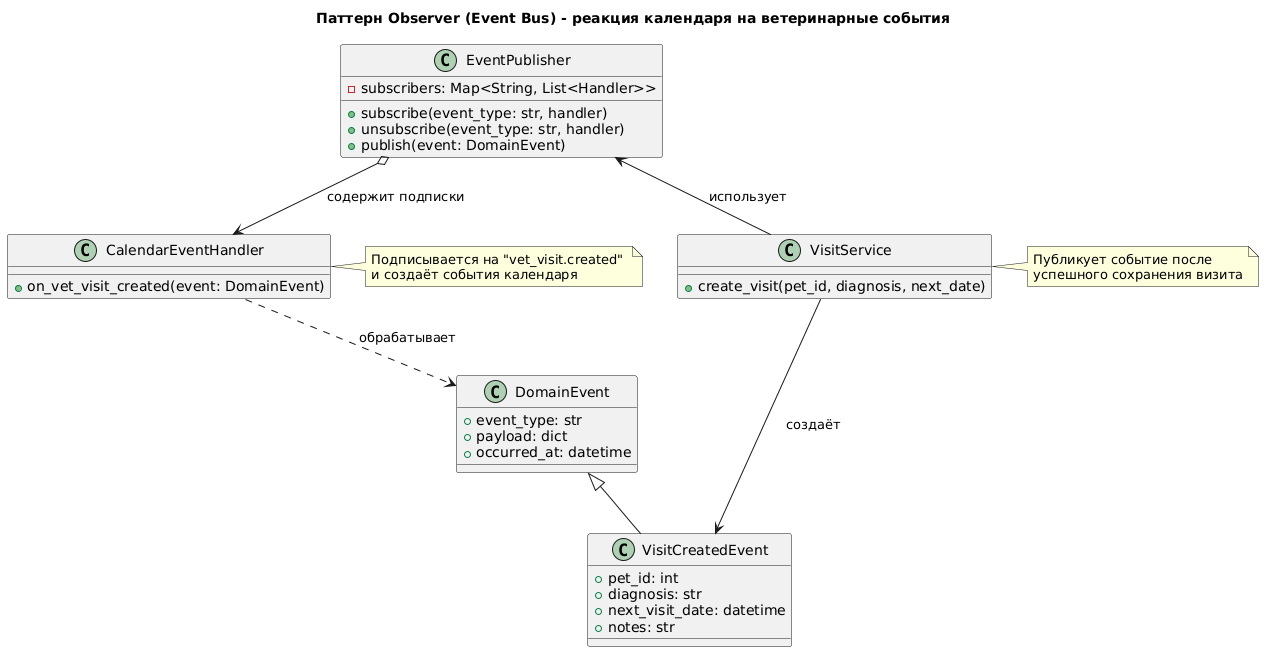 Паттерн Observer (Event Bus) - реакция календаря на ветеринарные события
C EventPublisher
subscribers: Map<String, List<Handler>>
subscribe(event_type: str, handler)
unsubscribe(event_type: str, handler)
publish(event: DomainEvent)
содержит подписки
использует
C CalendarEventHandler
on_vet_visit_created(event: DomainEvent)
Подписывается на "vet_visit.created"
и создаёт события календаря
C VisitService
create_visit(pet_id, diagnosis, next_date)
Публикует событие после
успешного сохранения визита
обрабатывает
C DomainEvent
event_type: str
payload: dict
occurred_at: datetime
создаёт
C VisitCreatedEvent
pet_id: int
diagnosis: str
next_visit_date: datetime
notes: str